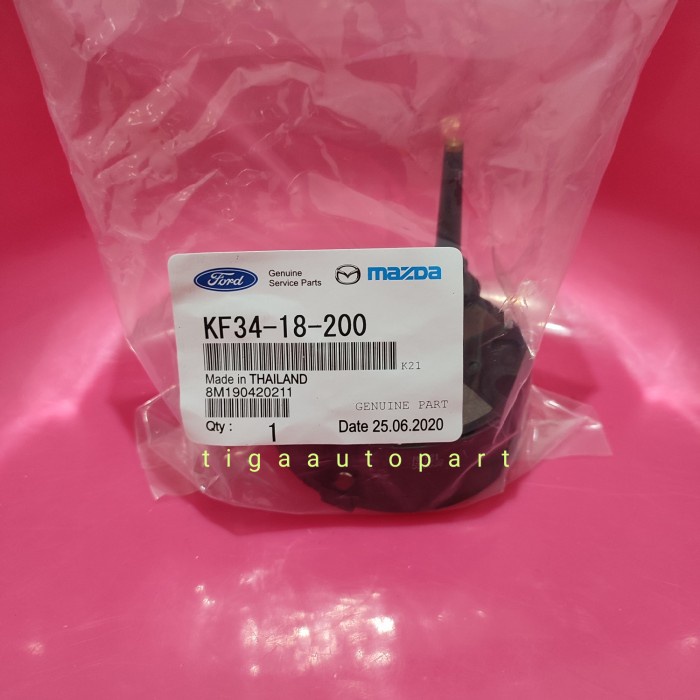 Ford Genuine Service Parts mazda
KF34-18-200
K21
Made in THAILAND
8M190420211
GENUINE PART
Qty : 1 Date 25.06.2020
tigaautopart